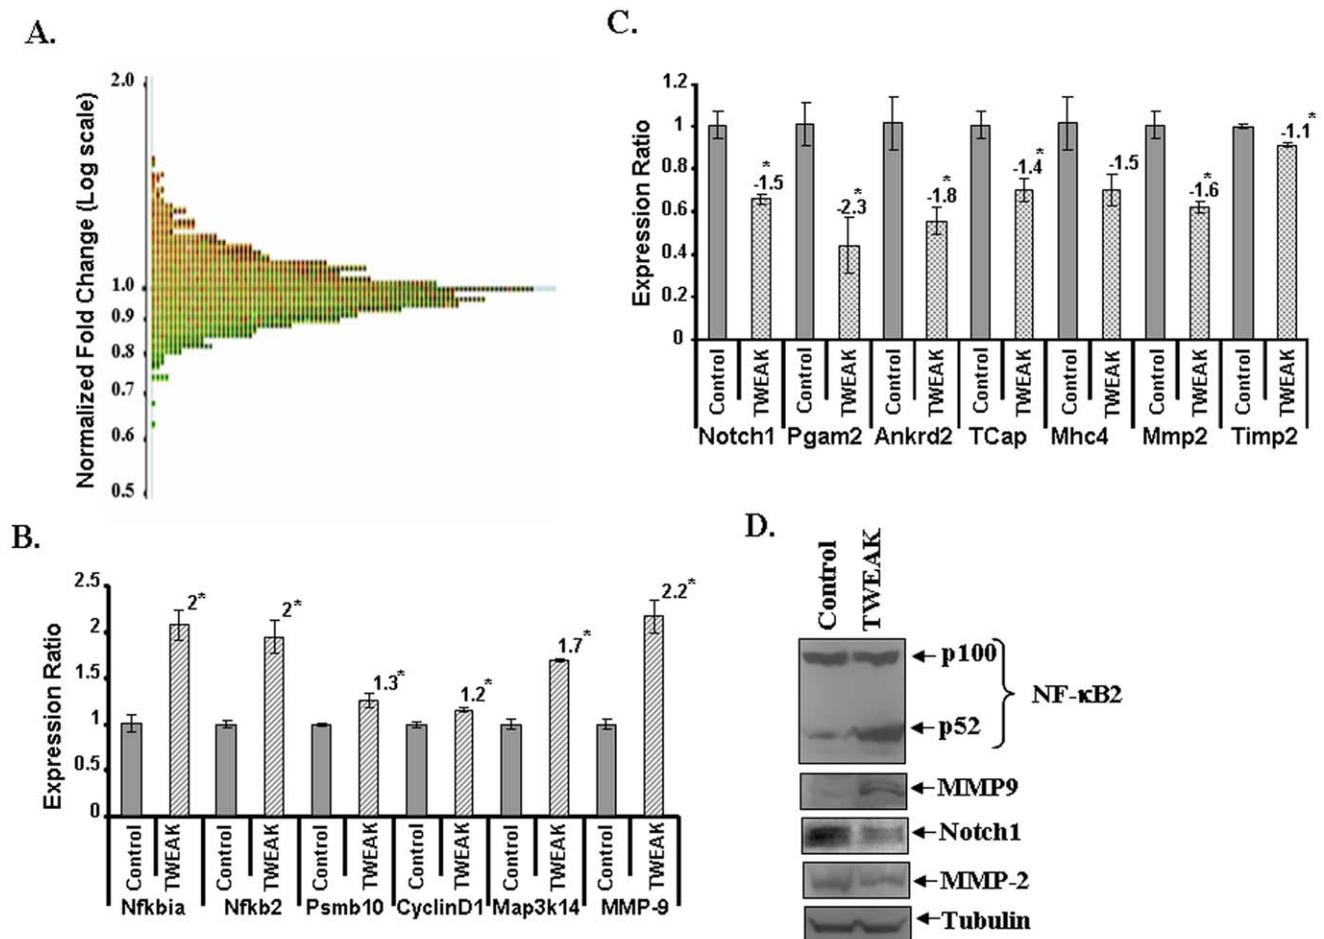 A.
Normalized Fold Change (Log scale)
2.0
1.0
0.9
0.8
0.7
0.6
0.5
B.
Expression Ratio
2.5
2
1.5
1
0.5
0
2*
2*
1.3*
1.2*
1.7*
2.2*
Control TWEAK Control TWEAK Control TWEAK Control TWEAK Control TWEAK Control TWEAK
Nfkbia Nfkb2 Psmb10 CyclinD1 Map3k14 MMP-9
C.
Expression Ratio
1.2
1
0.8
0.6
0.4
0.2
0
*
-1.5
*
-2.3
*
-1.8
*
-1.4
-1.5
*
-1.6
*
-1.1
Control TWEAK Control TWEAK Control TWEAK Control TWEAK Control TWEAK Control TWEAK Control TWEAK
Notch1 Pgam2 Ankrd2 TCap Mhc4 Mmp2 Timp2
D.
Control TWEAK
p100
NF-κB2
p52
MMP9
Notch1
MMP-2
Tubulin